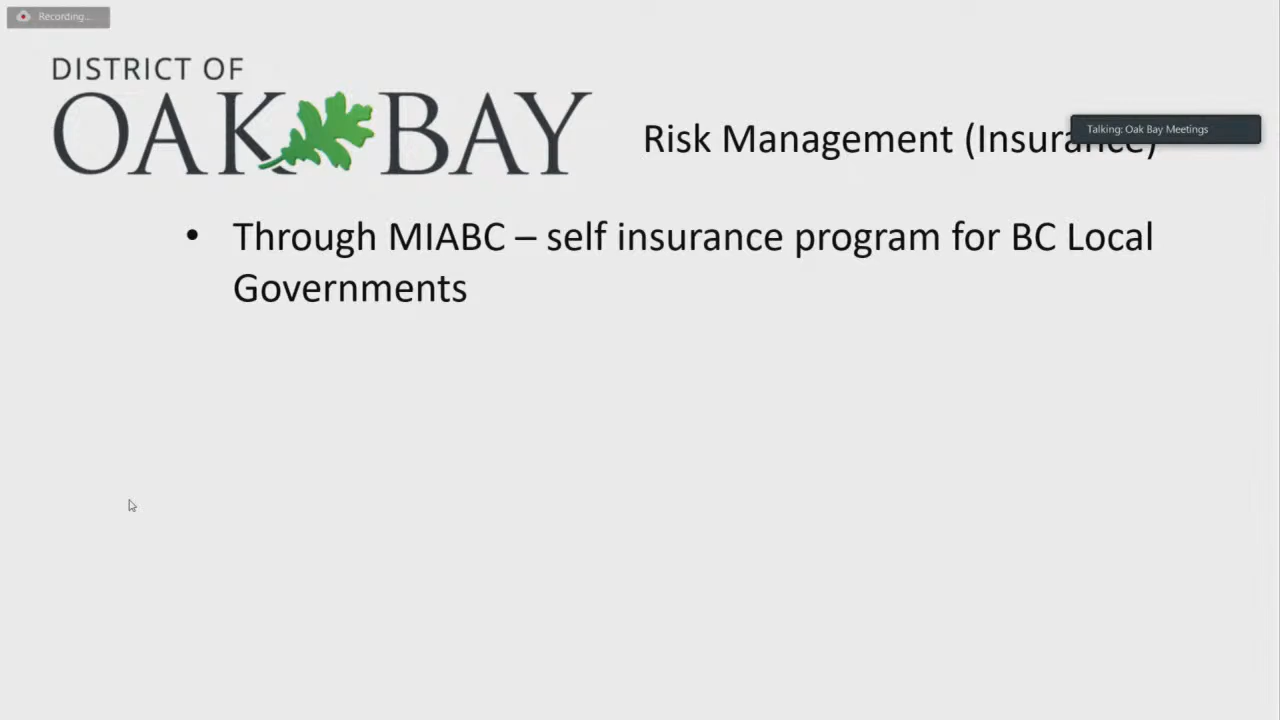 Recording...
DISTRICT OF
OAK BAY
Risk Management (Insurance)
Talking: Oak Bay Meetings
• Through MIABC – self insurance program for BC Local
Governments